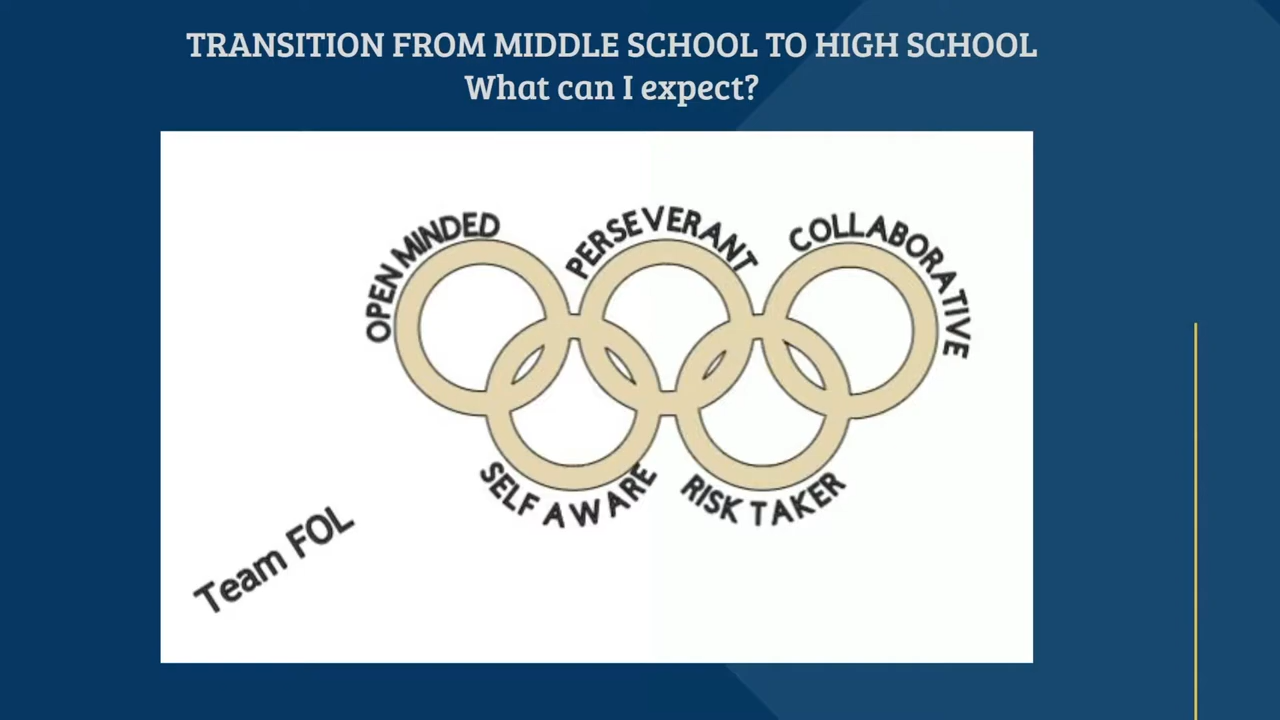 TRANSITION FROM MIDDLE SCHOOL TO HIGH SCHOOL
What can I expect?
OPEN MINDED
PERSEVERANT
COLLABORATIVE
SELF AWARE
RISK TAKER
Team FOL